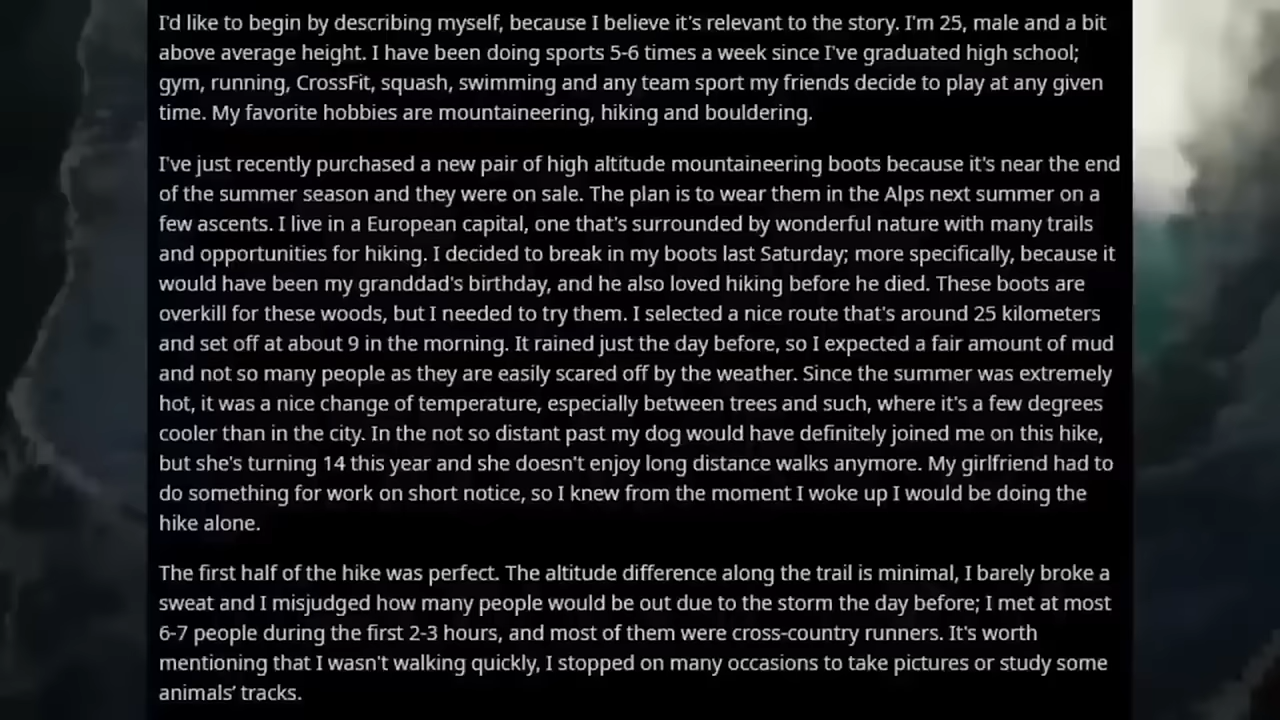 I'd like to begin by describing myself, because I believe it's relevant to the story. I'm 25, male and a bit
above average height. I have been doing sports 5-6 times a week since I've graduated high school;
gym, running, CrossFit, squash, swimming and any team sport my friends decide to play at any given
time. My favorite hobbies are mountaineering, hiking and bouldering.
I've just recently purchased a new pair of high altitude mountaineering boots because it's near the end
of the summer season and they were on sale. The plan is to wear them in the Alps next summer on a
few ascents. I live in a European capital, one that's surrounded by wonderful nature with many trails
and opportunities for hiking. I decided to break in my boots last Saturday; more specifically, because it
would have been my granddad's birthday, and he also loved hiking before he died. These boots are
overkill for these woods, but I needed to try them. I selected a nice route that's around 25 kilometers
and set off at about 9 in the morning. It rained just the day before, so I expected a fair amount of mud
and not so many people as they are easily scared off by the weather. Since the summer was extremely
hot, it was a nice change of temperature, especially between trees and such, where it's a few degrees
cooler than in the city. In the not so distant past my dog would have definitely joined me on this hike,
but she's turning 14 this year and she doesn't enjoy long distance walks anymore. My girlfriend had to
do something for work on short notice, so I knew from the moment I woke up I would be doing the
hike alone.
The first half of the hike was perfect. The altitude difference along the trail is minimal, I barely broke a
sweat and I misjudged how many people would be out due to the storm the day before; I met at most
6-7 people during the first 2-3 hours, and most of them were cross-country runners. It's worth
mentioning that I wasn't walking quickly, I stopped on many occasions to take pictures or study some
animals' tracks.